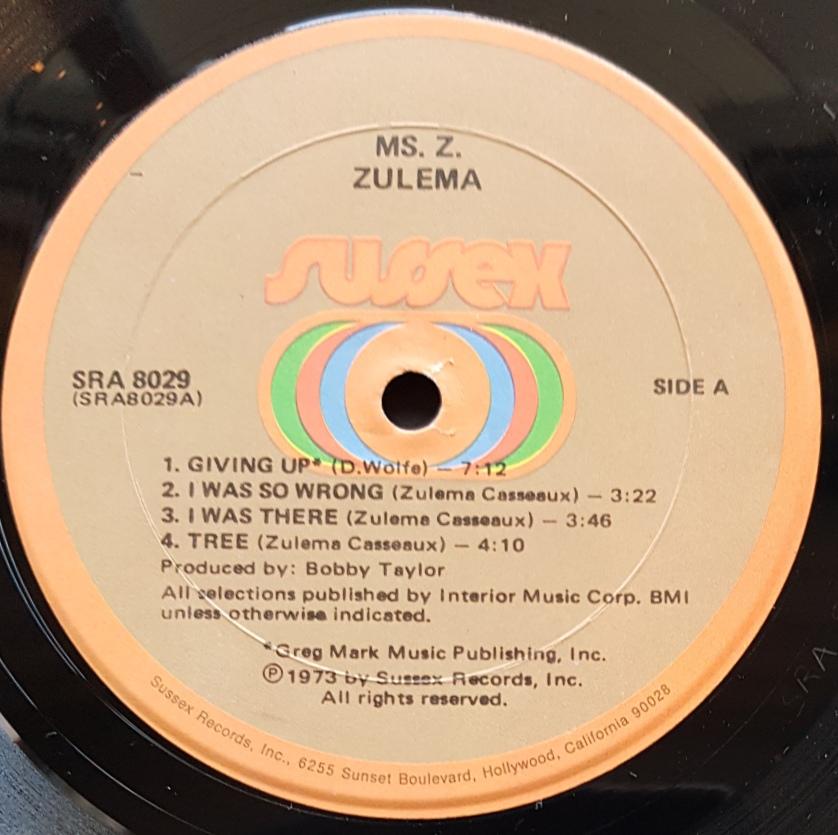 MS. Z.
ZULEMA
sussex
SRA 8029
(SRA8029A)
SIDE A
1. GIVING UP* (D.Wolfe) — 7:12
2. I WAS SO WRONG (Zulema Casseaux) — 3:22
3. I WAS THERE (Zulema Casseaux) — 3:46
4. TREE (Zulema Casseaux) — 4:10
Produced by: Bobby Taylor
All selections published by Interior Music Corp. BMI
unless otherwise indicated.
*Greg Mark Music Publishing, Inc.
℗1973 by Sussex Records, Inc.
All rights reserved.
Sussex Records, Inc., 6255 Sunset Boulevard, Hollywood, California 90028
SRA